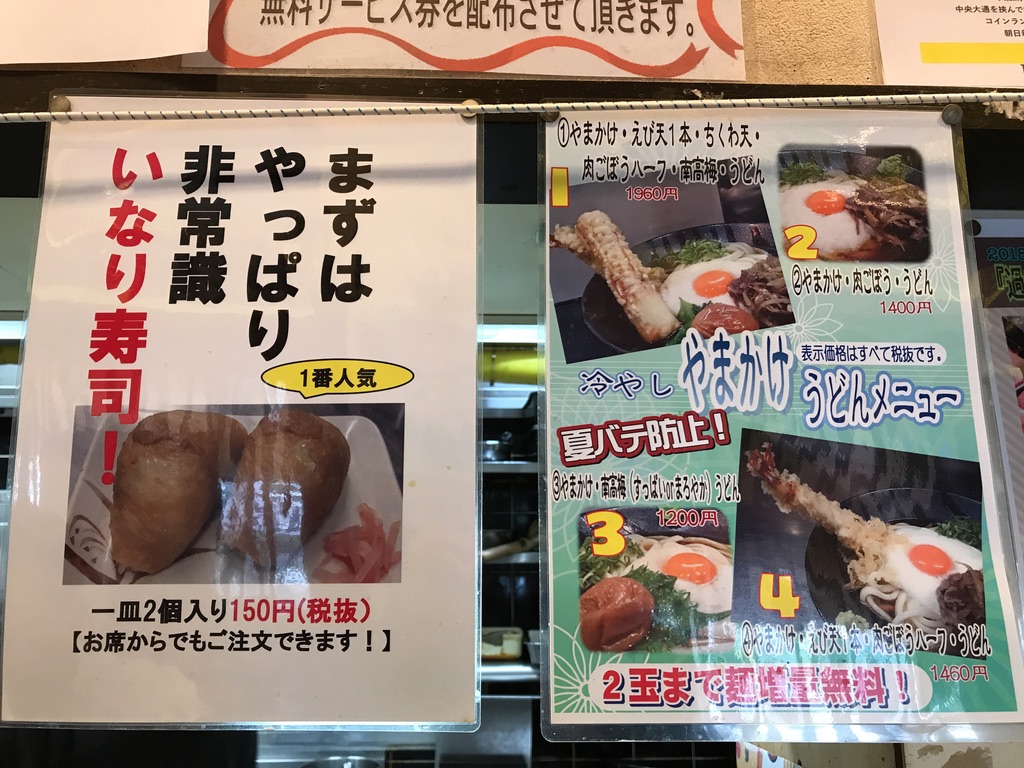 無料サービス券を配布させて頂きます。
中央大通を挟んで
まずは
やっぱり
非常識
いなり寿司！
1番人気
一皿2個入り150円(税抜)
【お席からでもご注文できます！】
①やまかけ・えび天1本・ちくわ天・
肉ごぼうハーフ・南高梅・うどん
1960円
1
2
②やまかけ・肉ごぼう・うどん
1400円
表示価格はすべて税抜です。
冷やし やまかけ うどんメニュー
夏バテ防止！
③やまかけ・南高梅（すっぱいorまろやか）うどん
1200円
3
4
④やまかけ・えび天1本・肉ごぼうハーフ・うどん
1460円
2玉まで麺増量無料！